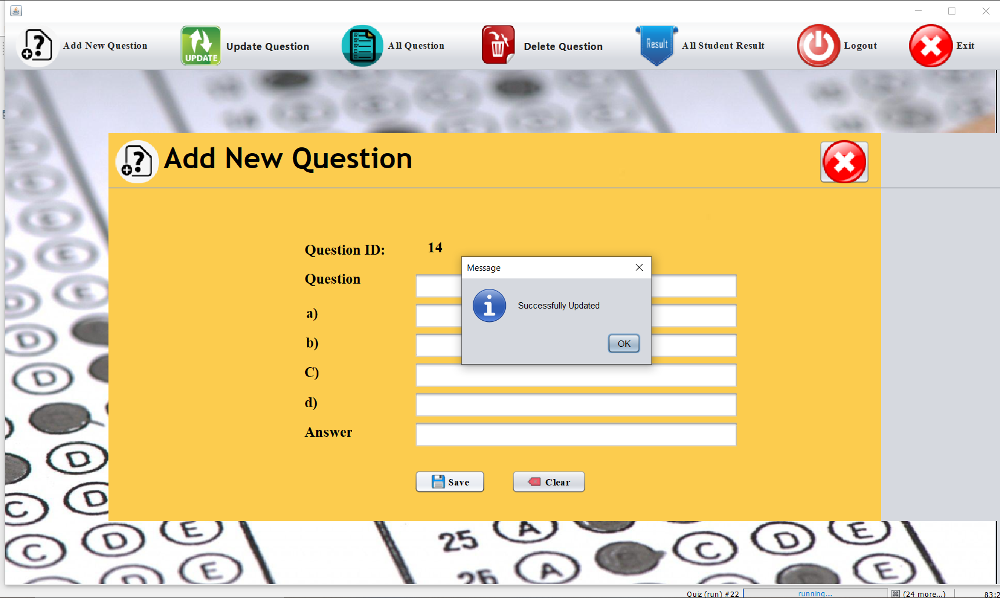 Add New Question
UPDATE
Update Question
All Question
Delete Question
Result
All Student Result
Logout
Exit
? Add New Question
Question ID: 14
Question
a)
b)
C)
d)
Answer
Message
Successfully Updated
OK
Save
Clear
E
E
E
D
E
D
D
D
D
C
D
C
D
E
C
D
E
25
A
C
D
E
26
A
E
Quiz (run) #22
running...
(24 more...)
83:2